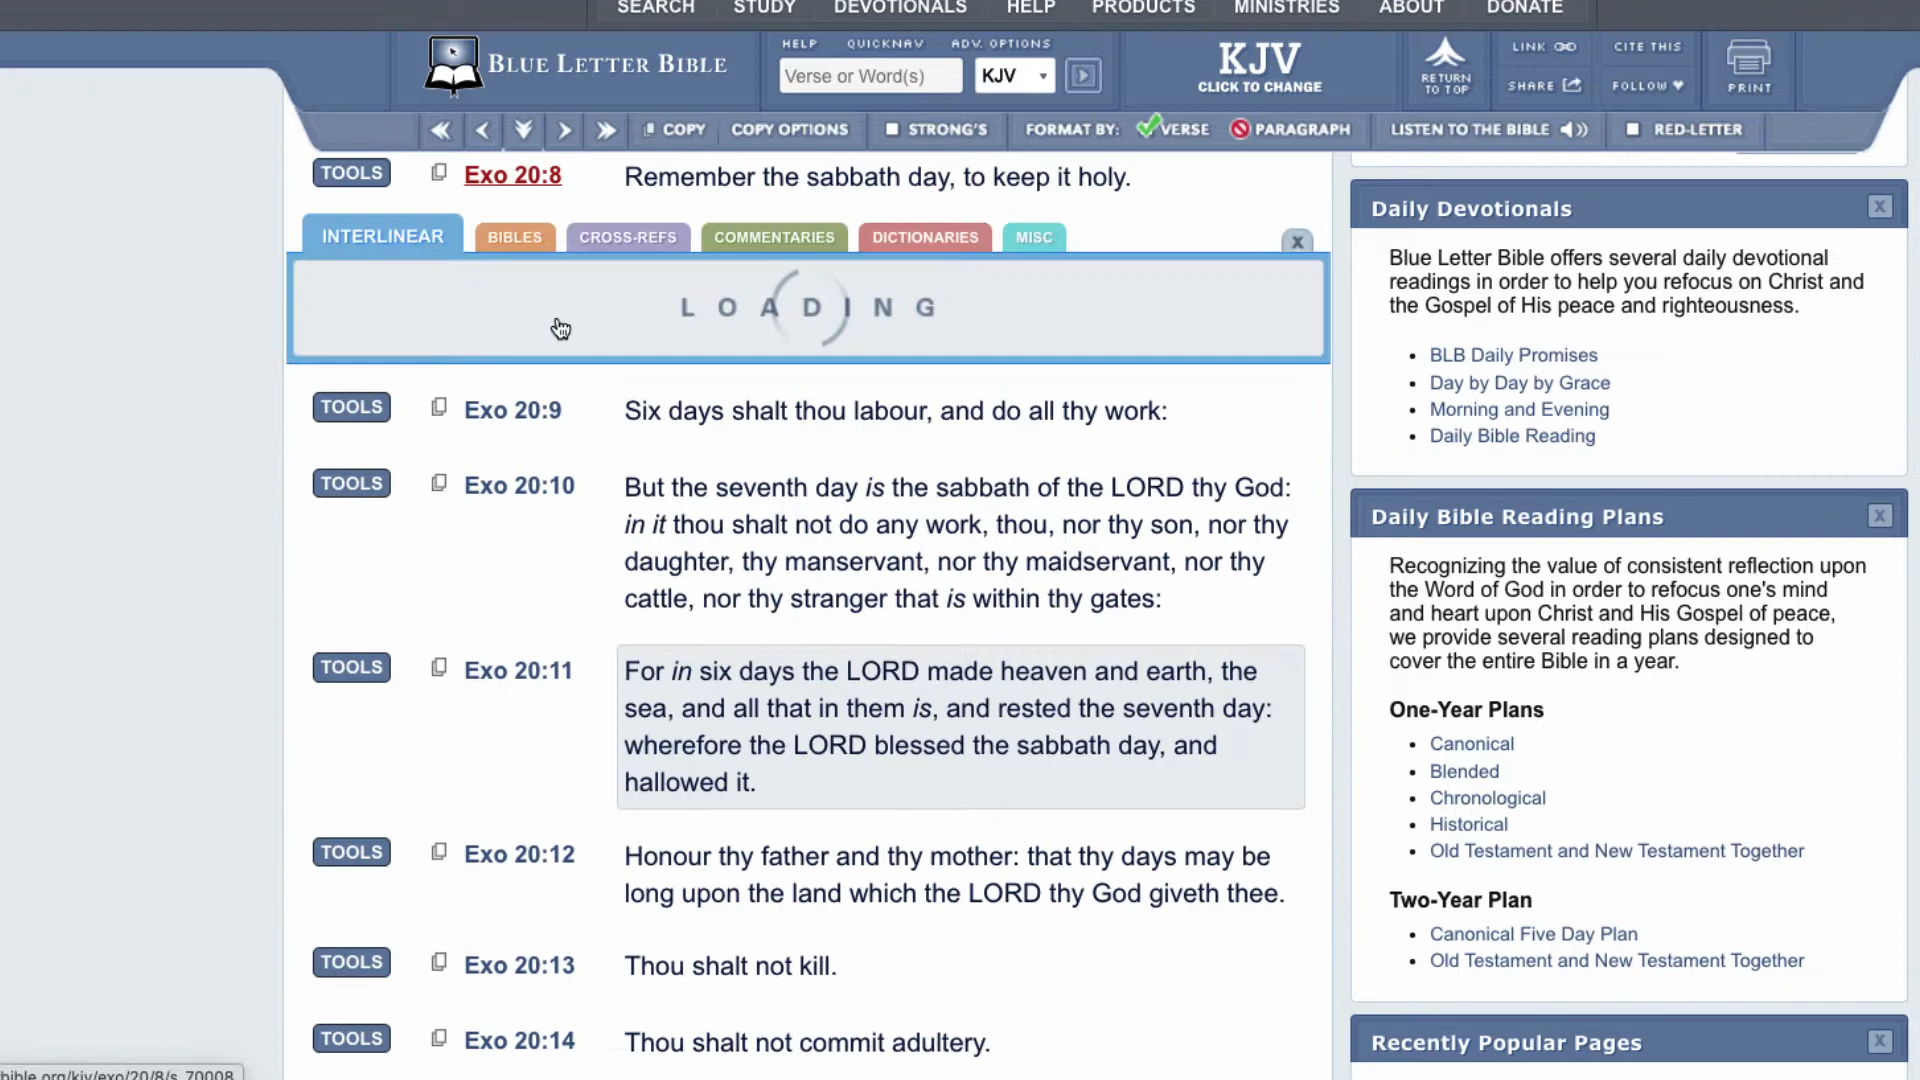 SEARCH STUDY DEVOTIONALS HELP PRODUCTS MINISTRIES ABOUT DONATE
BLUE LETTER BIBLE
HELP QUICKNAV ADV. OPTIONS
Verse or Word(s) KJV
KJV
CLICK TO CHANGE
RETURN
TO TOP
LINK CITE THIS
SHARE FOLLOW
PRINT
COPY COPY OPTIONS STRONG'S FORMAT BY: VERSE PARAGRAPH LISTEN TO THE BIBLE RED-LETTER
TOOLS Exo 20:8 Remember the sabbath day, to keep it holy.
INTERLINEAR BIBLES CROSS-REFS COMMENTARIES DICTIONARIES MISC X
LOADING
TOOLS Exo 20:9 Six days shalt thou labour, and do all thy work:
TOOLS Exo 20:10 But the seventh day is the sabbath of the LORD thy God:
in it thou shalt not do any work, thou, nor thy son, nor thy
daughter, thy manservant, nor thy maidservant, nor thy
cattle, nor thy stranger that is within thy gates:
TOOLS Exo 20:11 For in six days the LORD made heaven and earth, the
sea, and all that in them is, and rested the seventh day:
wherefore the LORD blessed the sabbath day, and
hallowed it.
TOOLS Exo 20:12 Honour thy father and thy mother: that thy days may be
long upon the land which the LORD thy God giveth thee.
TOOLS Exo 20:13 Thou shalt not kill.
TOOLS Exo 20:14 Thou shalt not commit adultery.
Daily Devotionals X
Blue Letter Bible offers several daily devotional
readings in order to help you refocus on Christ and
the Gospel of His peace and righteousness.
BLB Daily Promises
Day by Day by Grace
Morning and Evening
Daily Bible Reading
Daily Bible Reading Plans X
Recognizing the value of consistent reflection upon
the Word of God in order to refocus one's mind
and heart upon Christ and His Gospel of peace,
we provide several reading plans designed to
cover the entire Bible in a year.
One-Year Plans
Canonical
Blended
Chronological
Historical
Old Testament and New Testament Together
Two-Year Plan
Canonical Five Day Plan
Old Testament and New Testament Together
Recently Popular Pages X
bible.org/kjv/exo/20/8/s_70008